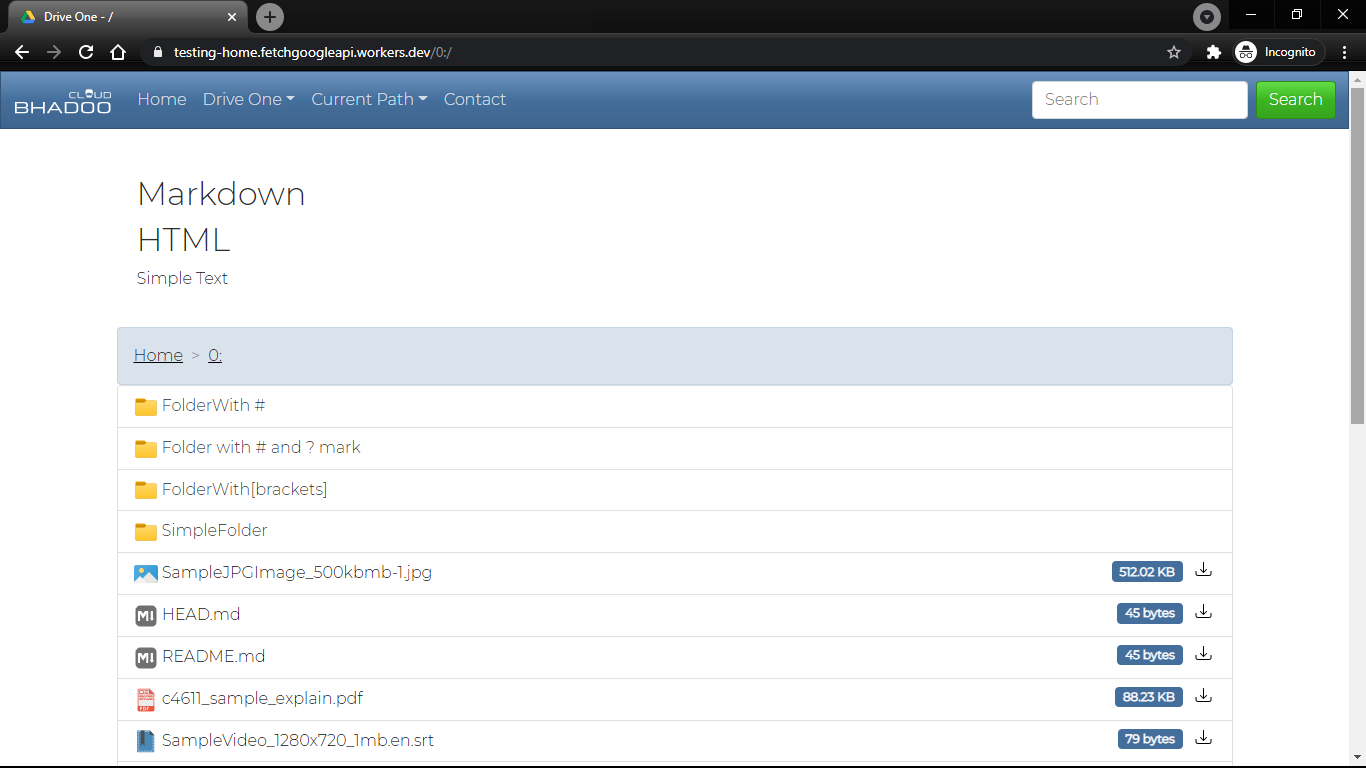 Drive One - /
testing-home.fetchgoogleapi.workers.dev/0:/
Incognito
CLOUD
BHADOO
Home Drive One Current Path Contact Search Search
Markdown
HTML
Simple Text
Home > 0:
FolderWith #
Folder with # and ? mark
FolderWith[brackets]
SimpleFolder
SampleJPGImage_500kbmb-1.jpg 512.02 KB
HEAD.md 45 bytes
README.md 45 bytes
c4611_sample_explain.pdf 88.23 KB
SampleVideo_1280x720_1mb.en.srt 79 bytes